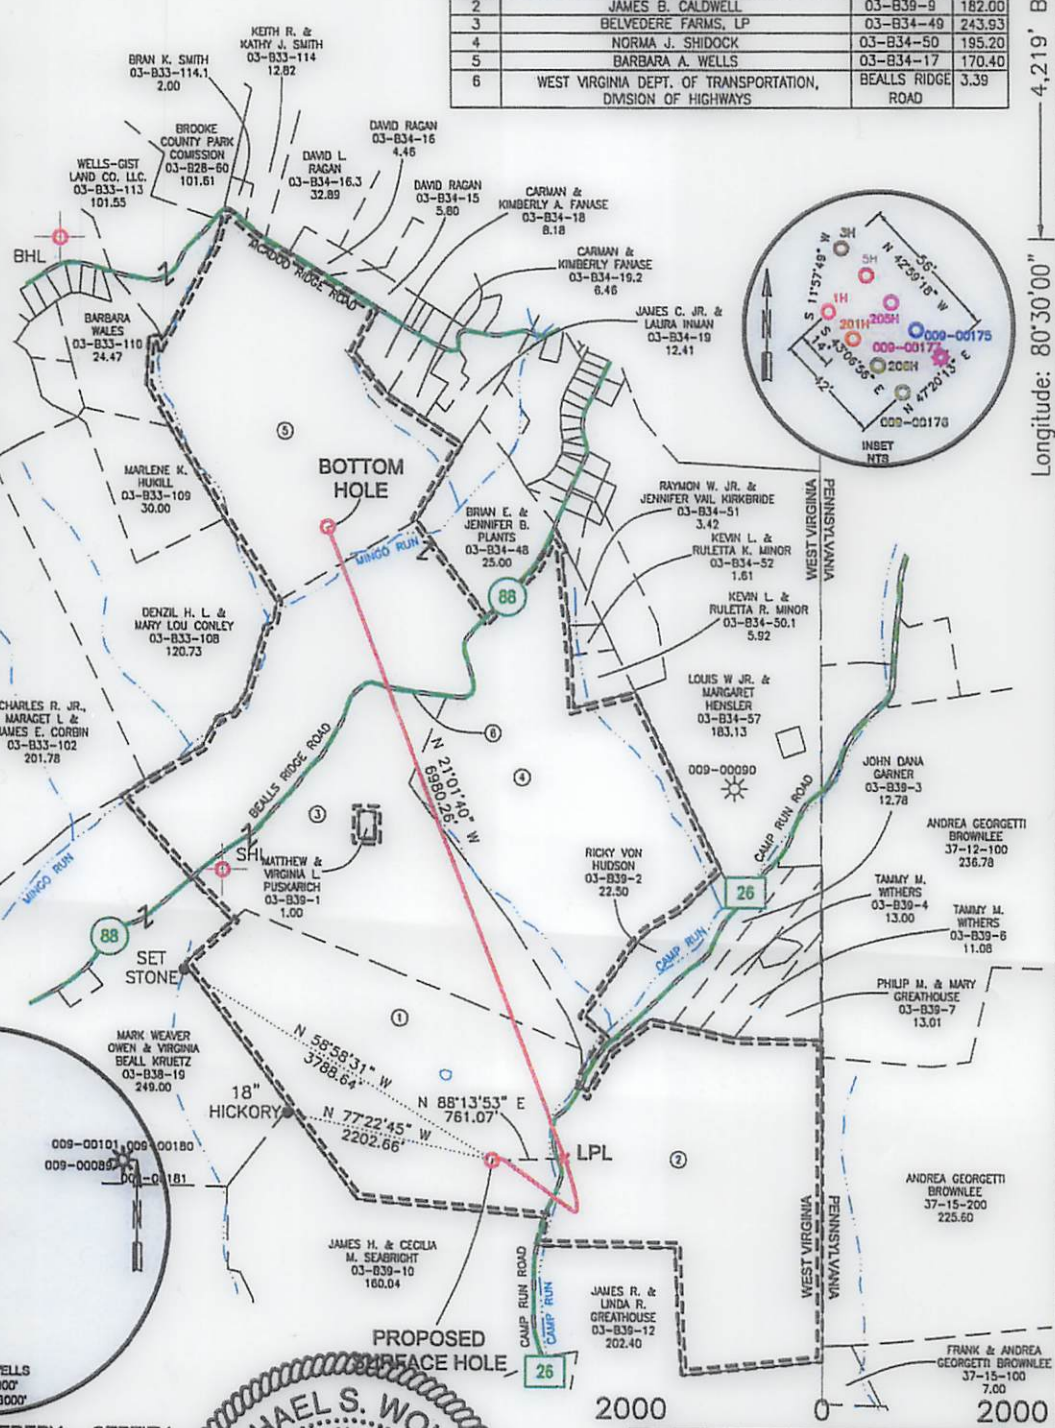 2 JAMES B. CALDWELL 03-B39-9 182.00
3 BELVEDERE FARMS, LP 03-B34-49 243.93
4 NORMA J. SHIDOCK 03-B34-50 195.20
5 BARBARA A. WELLS 03-B34-17 170.40
6 WEST VIRGINIA DEPT. OF TRANSPORTATION, DIVISION OF HIGHWAYS BEALLS RIDGE ROAD 3.39
4,219' B
Longitude: 80°30'00"
KEITH R. &
KATHY J. SMITH
03-B33-114
12.82
BRAN K. SMITH
03-B33-114.1
2.00
BROOKE
COUNTY PARK
COMISSION
03-B28-60
101.61
WELLS-GIST
LAND CO. LLC.
03-B33-113
101.55
DAVID L.
RAGAN
03-B34-16.3
32.89
DAVID RAGAN
03-B34-16
4.46
DAVID RAGAN
03-B34-15
5.80
CARMAN &
KIMBERLY A. FANASE
03-B34-18
8.18
CARMAN &
KIMBERLY FANASE
03-B34-19.2
6.46
JAMES C. JR. &
LAURA INMAN
03-B34-19
12.41
BHL
MCADOO RIDGE ROAD
BARBARA
WALES
03-B33-110
24.47
3H
5H
1H
205H
201H
206H
009-00175
009-00177
009-00176
S 11°57'49" W
14'
N 42°59'18" W
56'
S 43°06'56" E
42'
N 47°20'13" E
INSET
NTS
5
BOTTOM
HOLE
MARLENE K.
HUKILL
03-B33-109
30.00
MINGO RUN
BRIAN E. &
JENNIFER B.
PLANTS
03-B34-48
25.00
88
RAYMON W. JR. &
JENNIFER VAIL KIRKBRIDE
03-B34-51
3.42
KEVIN L. &
RULETTA K. MINOR
03-B34-52
1.61
KEVIN L. &
RULETTA R. MINOR
03-B34-50.1
5.92
WEST VIRGINIA
PENNSYLVANIA
DENZIL H. L &
MARY LOU CONLEY
03-B33-108
120.73
CHARLES R. JR.,
MARAGET L &
JAMES E. CORBIN
03-B33-102
201.78
LOUIS W JR. &
MARGARET
HENSLER
03-B34-57
183.13
009-00090
BEALLS RIDGE ROAD
6
N 21°01'40" W
6980.26'
4
3
CAMP RUN ROAD
JOHN DANA
GARNER
03-B39-3
12.78
ANDREA GEORGETTI
BROWNLEE
37-12-100
236.78
SHL
MATTHEW &
VIRGINIA L.
PUSKARICH
03-B39-1
1.00
RICKY VON
HUDSON
03-B39-2
22.50
26
TAMMY M.
WITHERS
03-B39-4
13.00
TAMMY M.
WITHERS
03-B39-6
11.08
PHILIP M. & MARY
GREATHOUSE
03-B39-7
13.01
MINGO RUN
88
SET
STONE
CAMP RUN
1
MARK WEAVER
OWEN & VIRGINIA
BEALL KRUETZ
03-B38-19
249.00
18"
HICKORY
N 58°58'31" W
3788.64'
N 77°22'45" W
2202.66'
N 88°13'53" E
761.07'
LPL
2
009-00101
009-00180
009-00089
WEST VIRGINIA
PENNSYLVANIA
ANDREA GEORGETTI
BROWNLEE
37-15-200
225.60
JAMES H. & CECILIA
M. SEABRIGHT
03-B39-10
160.04
CAMP RUN ROAD
CAMP RUN
JAMES R. &
LINDA R.
GREATHOUSE
03-B39-12
202.40
PROPOSED
SURFACE HOLE
26
FRANK & ANDREA
GEORGETTI BROWNLEE
37-15-100
7.00
2000 0 2000